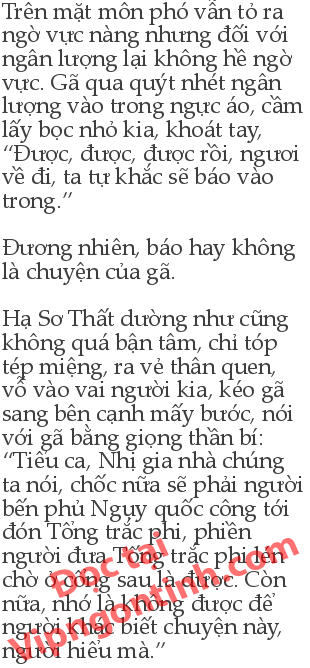 Trên mặt môn phó vẫn tỏ ra
ngờ vực nàng nhưng đối với
ngân lượng lại không hề ngờ
vực. Gã qua quýt nhét ngân
lượng vào trong ngực áo, cầm
lấy bọc nhỏ kia, khoát tay,
“Được, được, được rồi, ngươi
về đi, ta tự khắc sẽ báo vào
trong.”
Đương nhiên, báo hay không
là chuyện của gã.
Hạ Sơ Thất dường như cũng
không quá bận tâm, chỉ tóp
tép miệng, ra vẻ thân quen,
vỗ vào vai người kia, kéo gã
sang bên cạnh mấy bước, nói
với gã bằng giọng thần bí:
“Tiểu ca, Nhị gia nhà chúng
ta nói, chốc nữa sẽ phái người
bến phủ Ngụy quốc công tới
đón Tổng trắc phi, phiền
người đưa Tống trắc phi lén
chờ ở cổng sau là được. Còn
nữa, nhớ là không được để
người khác biết chuyện này,
người hiểu mà.”
Đọc tại
Vipngontinh.com